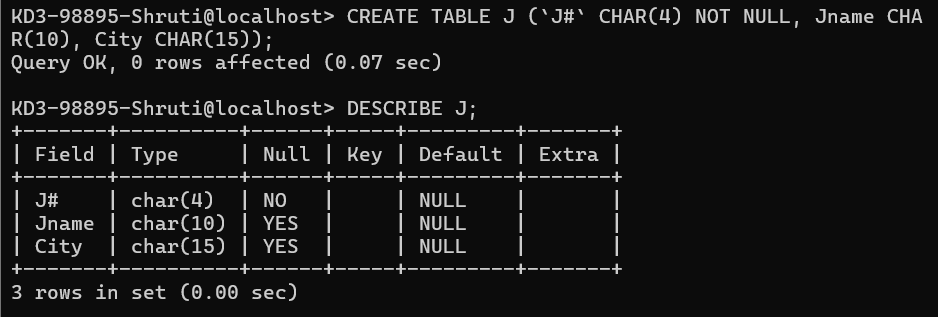 KD3-98895-Shruti@localhost> CREATE TABLE J (`J#` CHAR(4) NOT NULL, Jname CHA
R(10), City CHAR(15));
Query OK, 0 rows affected (0.07 sec)

KD3-98895-Shruti@localhost> DESCRIBE J;
+-------+----------+------+-----+---------+-------+
| Field | Type     | Null | Key | Default | Extra |
+-------+----------+------+-----+---------+-------+
| J#    | char(4)  | NO   |     | NULL    |       |
| Jname | char(10) | YES  |     | NULL    |       |
| City  | char(15) | YES  |     | NULL    |       |
+-------+----------+------+-----+---------+-------+
3 rows in set (0.00 sec)